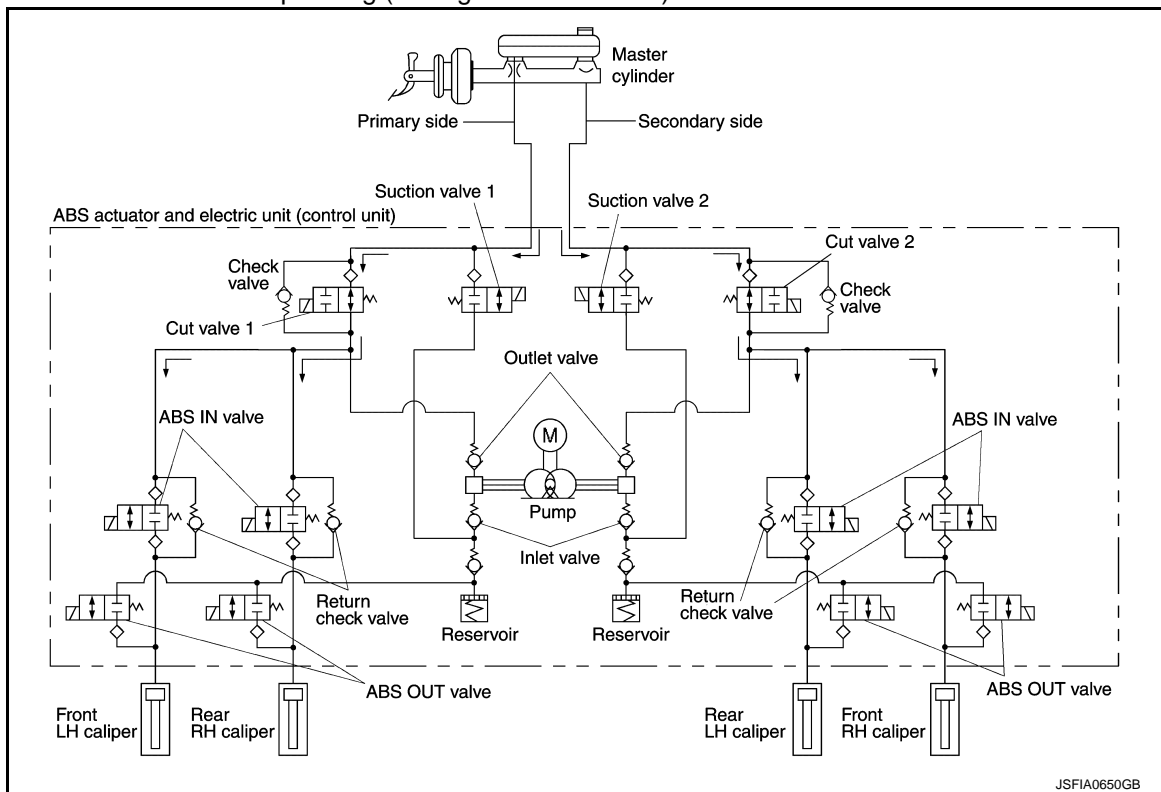 Master
cylinder
Primary side
Secondary side
Suction valve 1
Suction valve 2
ABS actuator and electric unit (control unit)
Cut valve 2
Check
valve
Check
valve
Cut valve 1
Outlet valve
ABS IN valve
ABS IN valve
M
Pump
Inlet valve
Return
check valve
Return
check valve
Reservoir
Reservoir
ABS OUT valve
ABS OUT valve
Front
LH caliper
Rear
RH caliper
Rear
LH caliper
Front
RH caliper
JSFIA0650GB